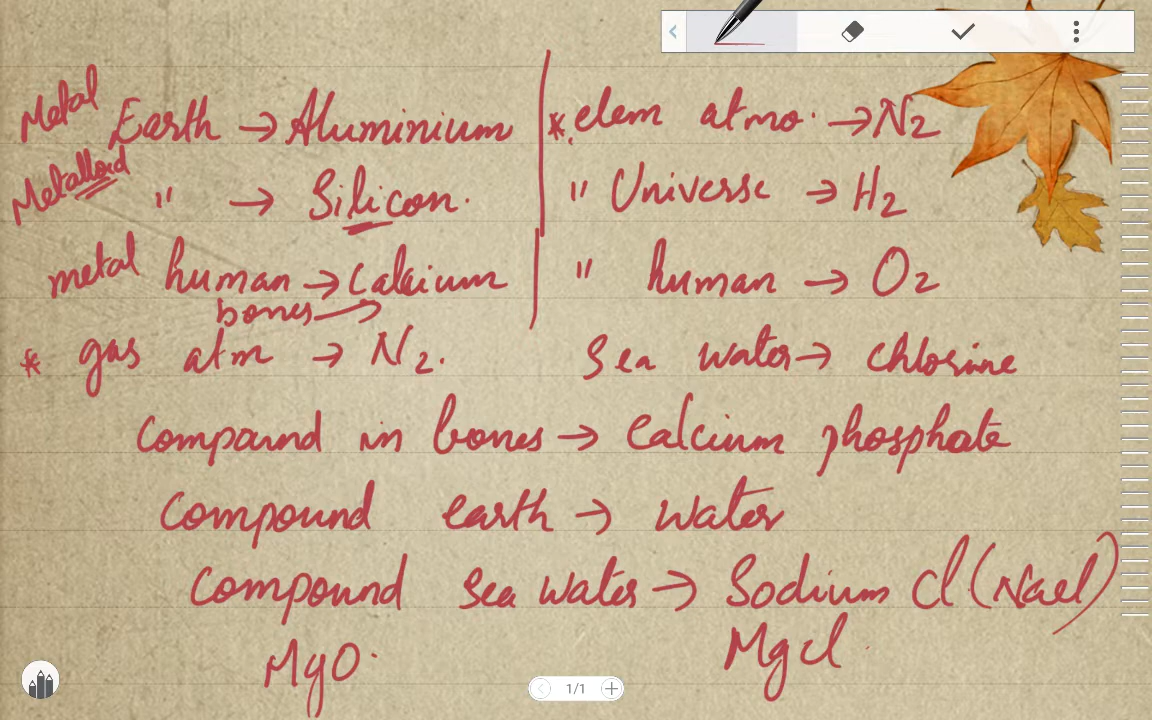 Metal Earth → Aluminium
Metalloid " → Silicon.
metal human → Calcium
bones →
* gas atm → N2.
* elem atmo. → N2
" Universe → H2
" human → O2
Sea water → chlorine
Compound in bones → Calcium phosphate
Compound earth → water
Compound sea water → Sodium Cl (Nacl)
MgO. Mgcl.
1/1